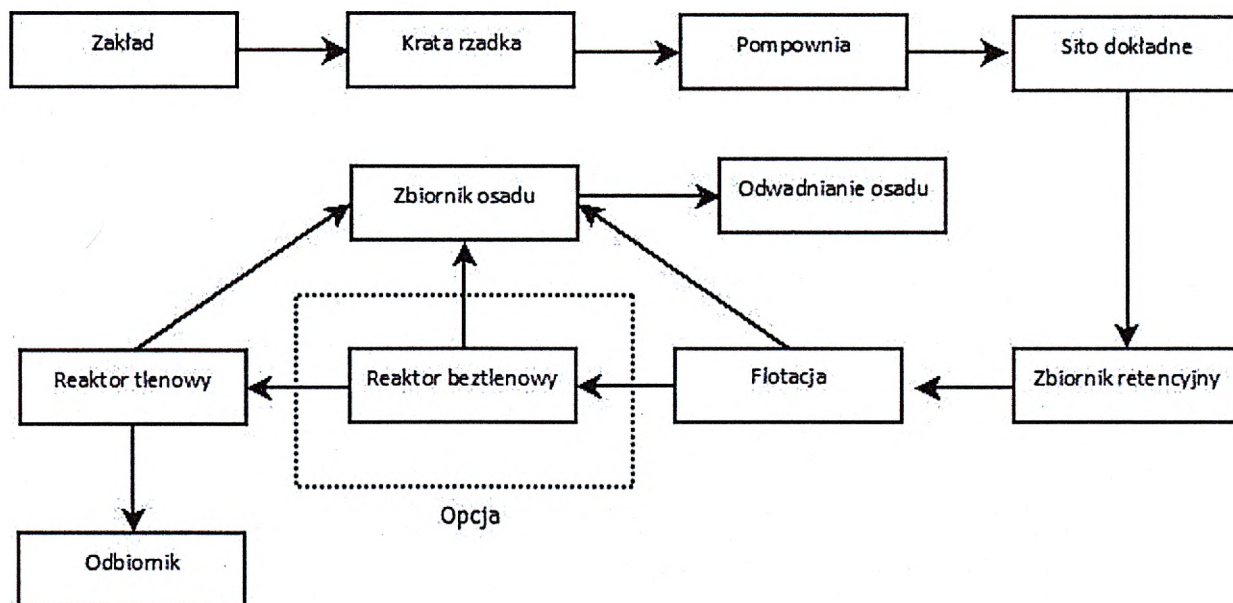 Zakład
Krata rzadka
Pompownia
Sito dokładne
Zbiornik osadu
Odwadnianie osadu
Reaktor tlenowy
Reaktor beztlenowy
Flotacja
Zbiornik retencyjny
Opcja
Odbiornik